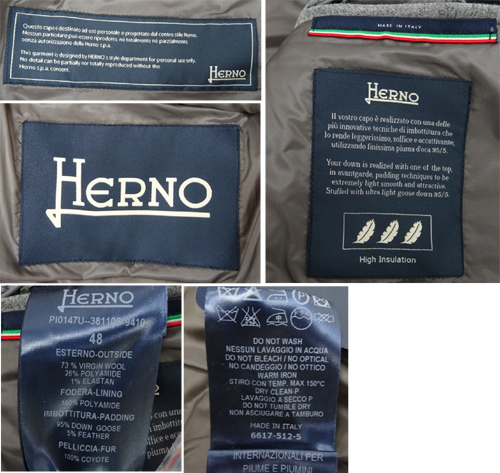 Questo capo è destinato ad uso personale e progettato dal centro stile Herno.
Nessun particolare può essere riprodotto, né totalmente né parzialmente
senza autorizzazione della Herno s.p.a.
This garment is designed by HERNO's style department for personal use only.
No detail can be partially nor totally reproduced without the
Herno s.p.a. consent.
HERNO
HERNO
MADE IN ITALY
HERNO
Il vostro capo è realizzato con una delle
più innovative tecniche di imbottitura che
lo rende leggerissimo, soffice e accattivante,
utilizzando finissima piuma d'oca 95/5.
Your down is realized with one of the top,
in avantgarde, padding techniques to be
extremely light smooth and attractive.
Stuffed with ultra light goose down 95/5.
High Insulation
HERNO
PI0147U--38110S-9410
48
ESTERNO-OUTSIDE
73 % VIRGIN WOOL
26% POLYAMIDE
1% ELASTAN
FODERA-LINING
100% POLYAMIDE
IMBOTTITURA-PADDING
95% DOWN GOOSE
5% FEATHER
PELLICCIA-FUR
100% COYOTE
DO NOT WASH
NESSUN LAVAGGIO IN ACQUA
DO NOT BLEACH / NO OPTICAL
NO CANDEGGIO / NO OTTICO
WARM IRON
STIRO CON TEMP. MAX 150°C
DRY CLEAN-P
LAVAGGIO A SECCO P
DO NOT TUMBLE DRY
NON ASCIUGARE A TAMBURO
MADE IN ITALY
6617-512-5
INTERNAZIONALI PER
PIUME E PIUMINI